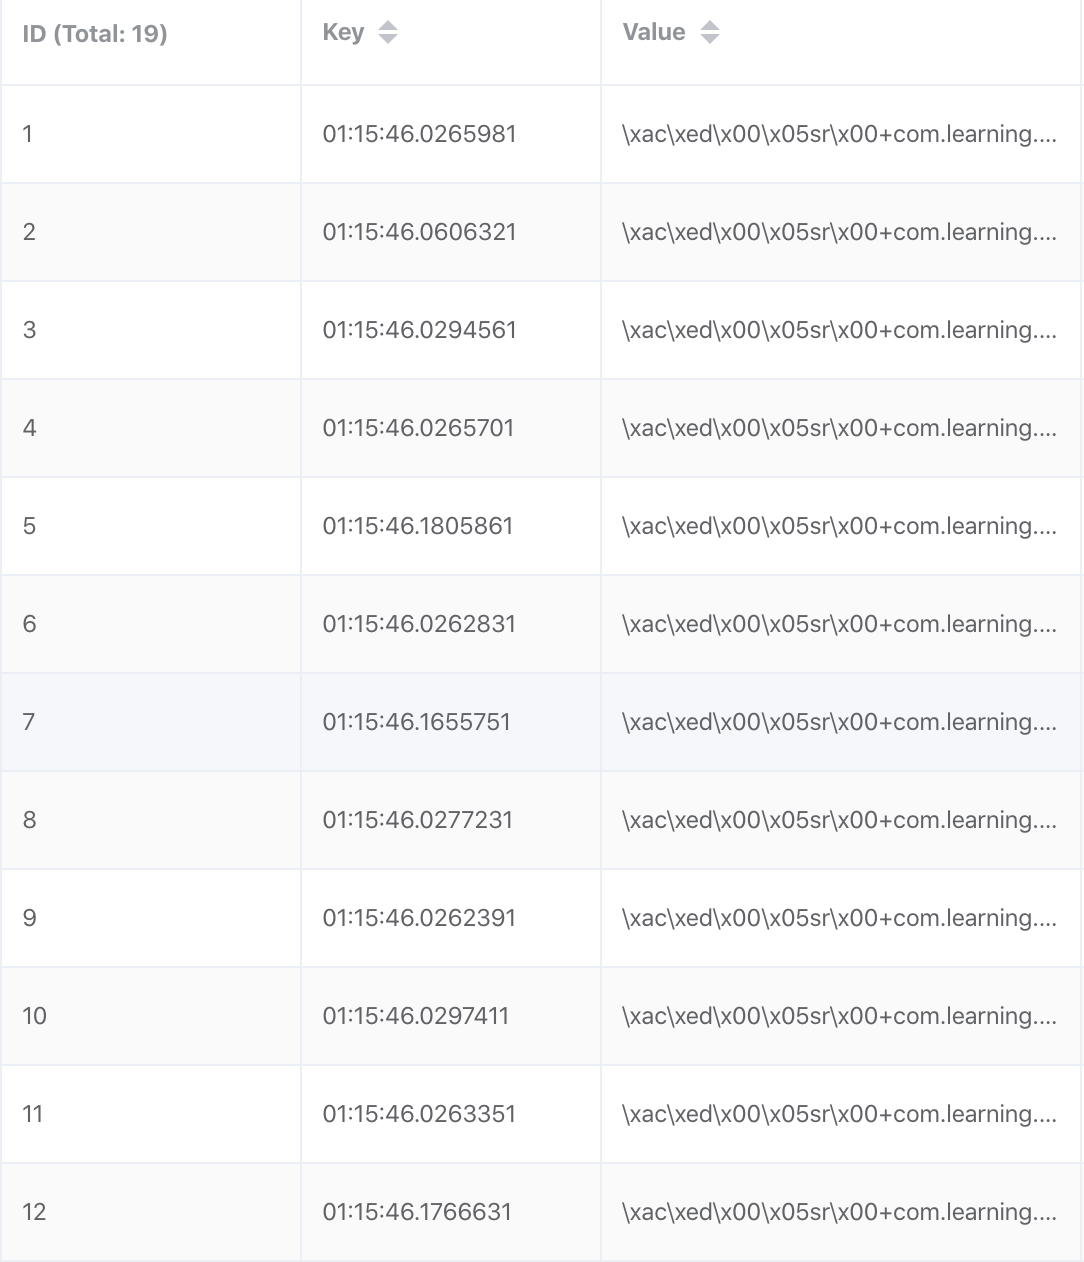 ID (Total: 19) Key Value
1 01:15:46.0265981 \xac\xed\x00\x05sr\x00+com.learning....
2 01:15:46.0606321 \xac\xed\x00\x05sr\x00+com.learning....
3 01:15:46.0294561 \xac\xed\x00\x05sr\x00+com.learning....
4 01:15:46.0265701 \xac\xed\x00\x05sr\x00+com.learning....
5 01:15:46.1805861 \xac\xed\x00\x05sr\x00+com.learning....
6 01:15:46.0262831 \xac\xed\x00\x05sr\x00+com.learning....
7 01:15:46.1655751 \xac\xed\x00\x05sr\x00+com.learning....
8 01:15:46.0277231 \xac\xed\x00\x05sr\x00+com.learning....
9 01:15:46.0262391 \xac\xed\x00\x05sr\x00+com.learning....
10 01:15:46.0297411 \xac\xed\x00\x05sr\x00+com.learning....
11 01:15:46.0263351 \xac\xed\x00\x05sr\x00+com.learning....
12 01:15:46.1766631 \xac\xed\x00\x05sr\x00+com.learning....